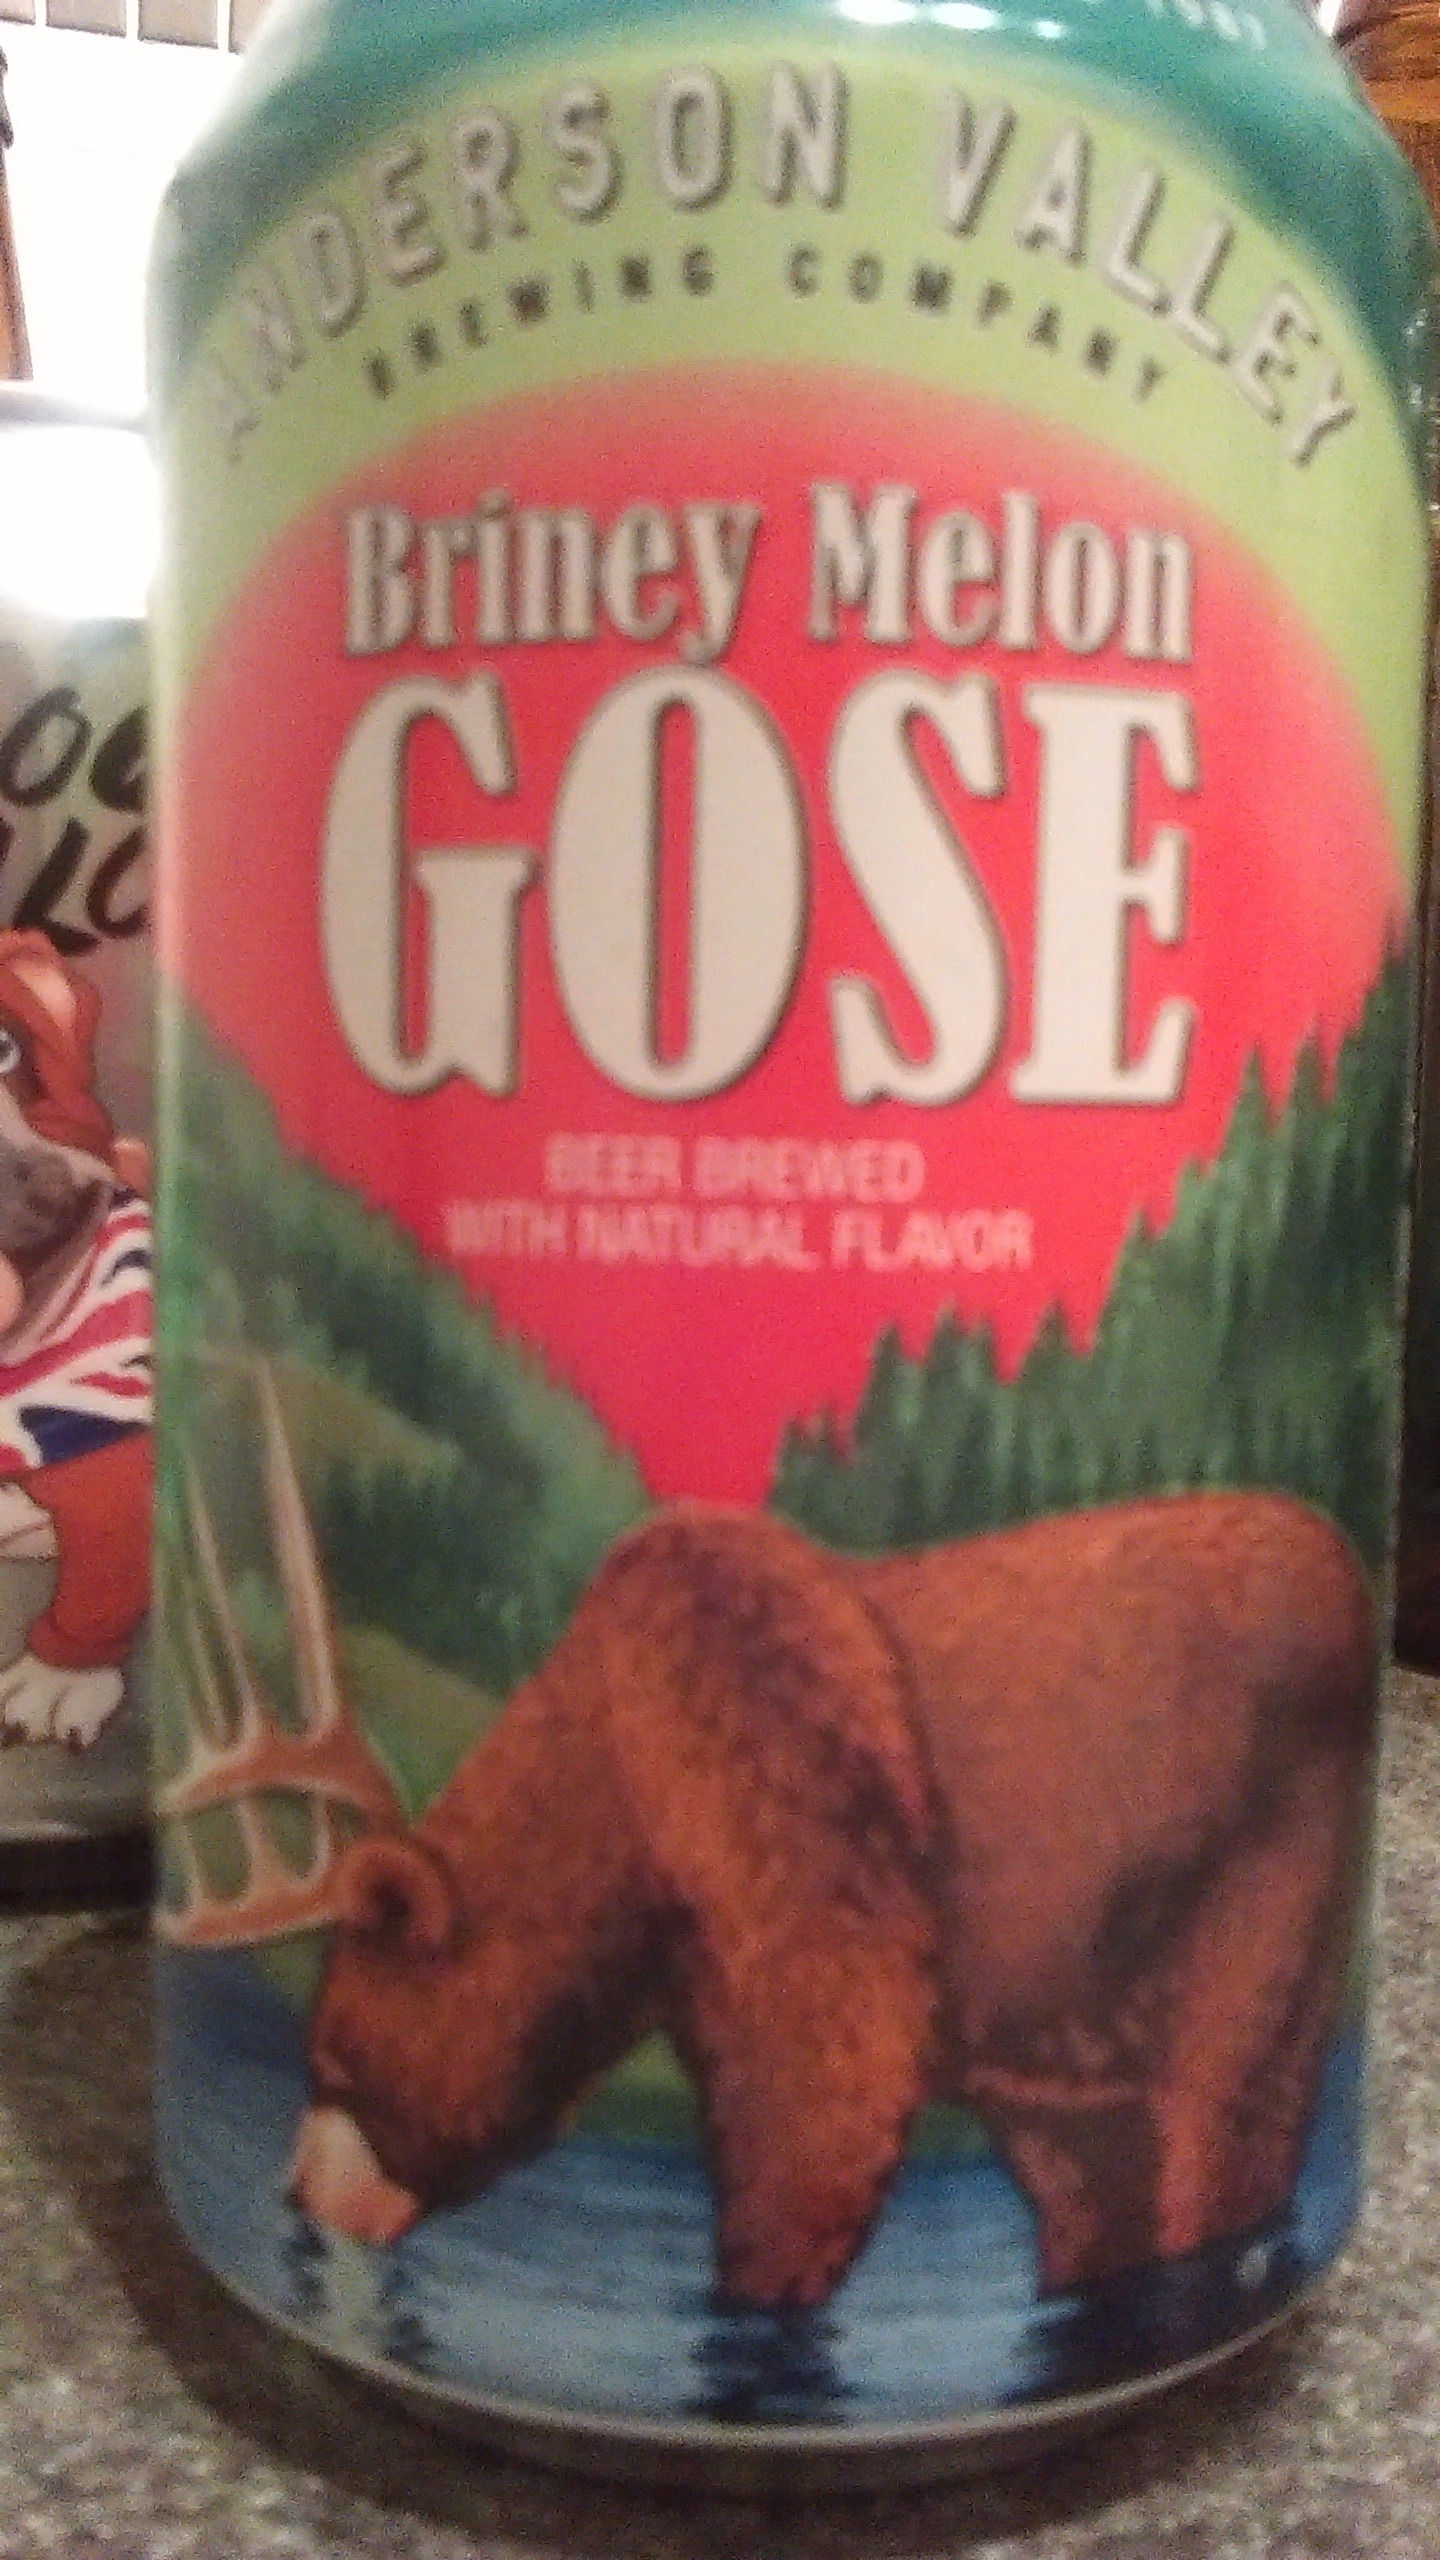 ANDERSON VALLEY
BREWING COMPANY
Briney Melon
GOSE
BEER BREWED
WITH NATURAL FLAVOR